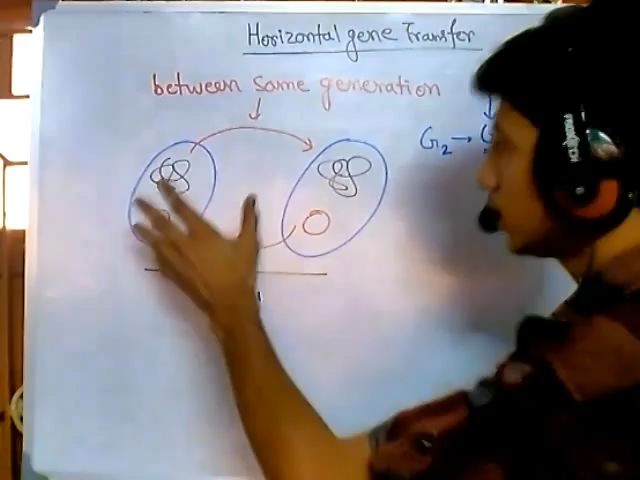 Horizontal gene Transfer
between same generation
G₂ → G